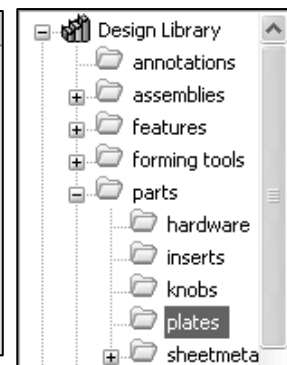 Design Library
annotations
assemblies
features
forming tools
parts
hardware
inserts
knobs
plates
sheetmeta